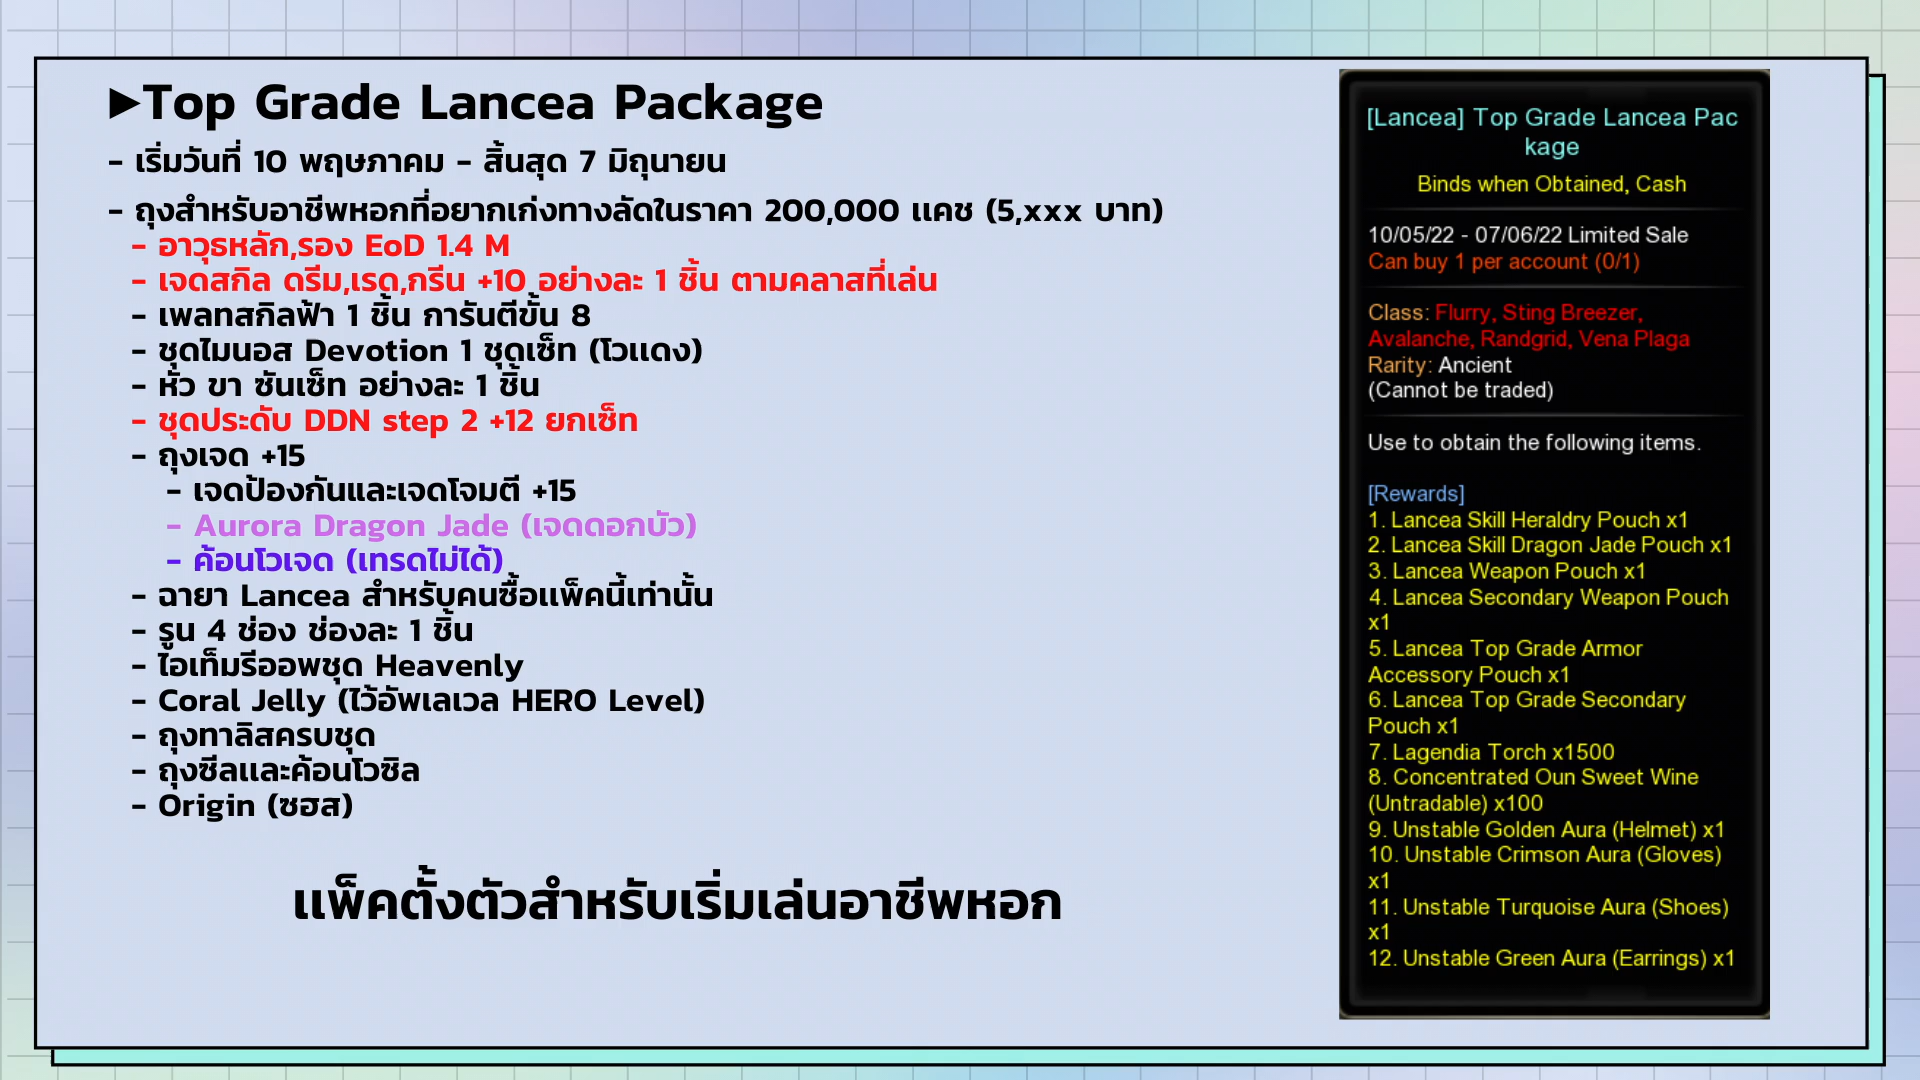 ►Top Grade Lancea Package
- เริ่มวันที่ 10 พฤษภาคม - สิ้นสุด 7 มิถุนายน
- ถุงสำหรับอาชีพหอกที่อยากเก่งทางลัดในราคา 200,000 แคช (5,xxx บาท)
- อาวุธหลัก,รอง EoD 1.4 M
- เจดสกิล ดรีม,เรด,กรีน +10 อย่างละ 1 ชิ้น ตามคลาสที่เล่น
- เพลทสกิลฟ้า 1 ชิ้น การันตีขั้น 8
- ชุดไมนอส Devotion 1 ชุดเซ็ท (โวแดง)
- หัว ขา ซันเซ็ท อย่างละ 1 ชิ้น
- ชุดประดับ DDN step 2 +12 ยกเซ็ท
- ถุงเจด +15
- เจดป้องกันและเจดโจมตี +15
- Aurora Dragon Jade (เจดดอกบัว)
- ค้อนโวเจด (เทรดไม่ได้)
- ฉายา Lancea สำหรับคนซื้อแพ็คนี้เท่านั้น
- รูน 4 ช่อง ช่องละ 1 ชิ้น
- ไอเท็มรีออพชุด Heavenly
- Coral Jelly (ไว้อัพเลเวล HERO Level)
- ถุงทาลิสครบชุด
- ถุงซีลและค้อนโวซิล
- Origin (ซฮส)
แพ็คตั้งตัวสำหรับเริ่มเล่นอาชีพหอก
[Lancea] Top Grade Lancea Pac
kage
Binds when Obtained, Cash
10/05/22 - 07/06/22 Limited Sale
Can buy 1 per account (0/1)
Class: Flurry, Sting Breezer,
Avalanche, Randgrid, Vena Plaga
Rarity: Ancient
(Cannot be traded)
Use to obtain the following items.
[Rewards]
1. Lancea Skill Heraldry Pouch x1
2. Lancea Skill Dragon Jade Pouch x1
3. Lancea Weapon Pouch x1
4. Lancea Secondary Weapon Pouch
x1
5. Lancea Top Grade Armor
Accessory Pouch x1
6. Lancea Top Grade Secondary
Pouch x1
7. Lagendia Torch x1500
8. Concentrated Oun Sweet Wine
(Untradable) x100
9. Unstable Golden Aura (Helmet) x1
10. Unstable Crimson Aura (Gloves)
x1
11. Unstable Turquoise Aura (Shoes)
x1
12. Unstable Green Aura (Earrings) x1